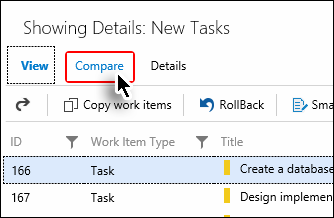 Showing Details: New Tasks
View Compare Details
Copy work items RollBack
ID Work Item Type Title
166 Task Create a database
167 Task Design